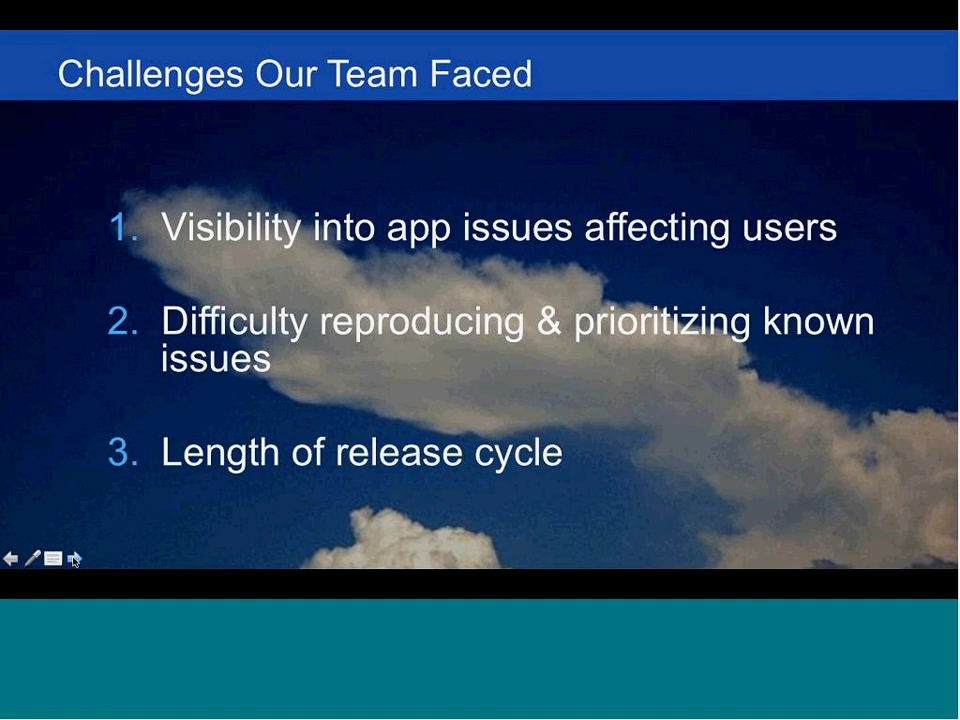 Challenges Our Team Faced
1. Visibility into app issues affecting users
2. Difficulty reproducing & prioritizing known
issues
3. Length of release cycle